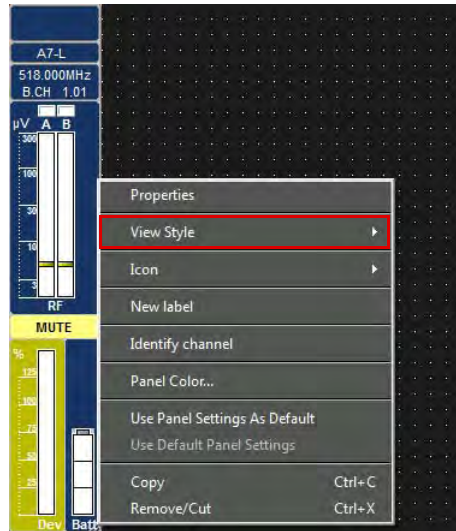 A7-L
518.000MHz
B.CH 1.01
µV A B
300
100
30
10
3
RF
MUTE
%
125
100
75
50
25
Dev Batt
Properties
View Style
Icon
New label
Identify channel
Panel Color...
Use Panel Settings As Default
Use Default Panel Settings
Copy Ctrl+C
Remove/Cut Ctrl+X